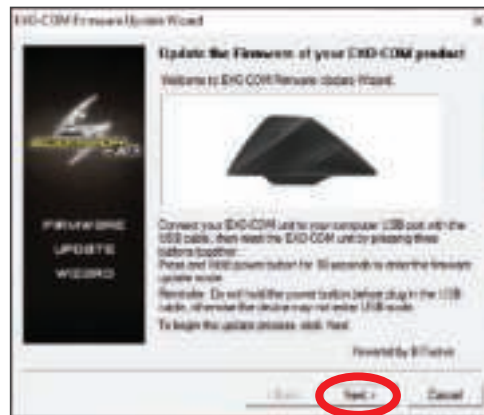 EXO-COM Firmware Update Wizard
Update the Firmware of your EXO-COM product
Welcome to EXO-COM Firmware Update Wizard.
FIRMWARE
UPDATE
WIZARD
Connect your EXO-COM unit to your computer USB port with the
USB cable, then reset the EXO-COM unit by pressing three
buttons together.
Press and Hold power button for 10 seconds to enter the firmware
update mode.
Reminder: Do not hold the power button before plug in the USB
cable, otherwise the device may not enter USB mode.
To begin the update process, click Next.
Powered by
Next >
Cancel